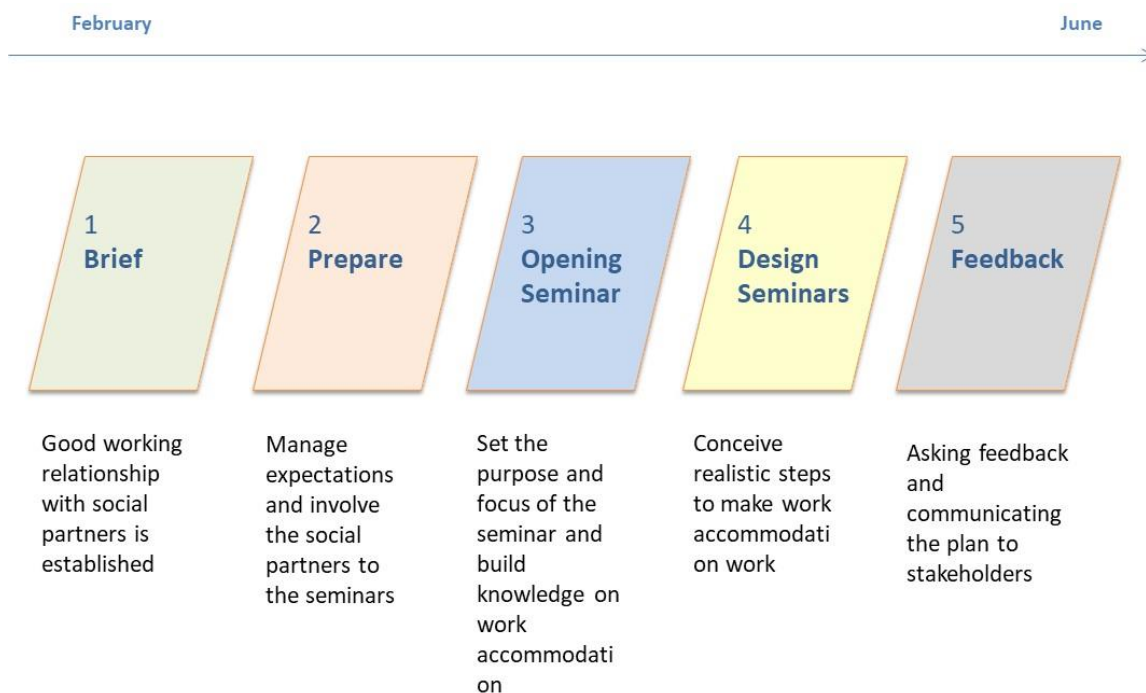 February
June
1
Brief
2
Prepare
3
Opening
Seminar
4
Design
Seminars
5
Feedback
Good working
relationship
with social
partners is
established
Manage
expectations
and involve
the social
partners to
the seminars
Set the
purpose and
focus of the
seminar and
build
knowledge on
work
accommodati
on
Conceive
realistic steps
to make work
accommodati
on work
Asking feedback
and
communicating
the plan to
stakeholders